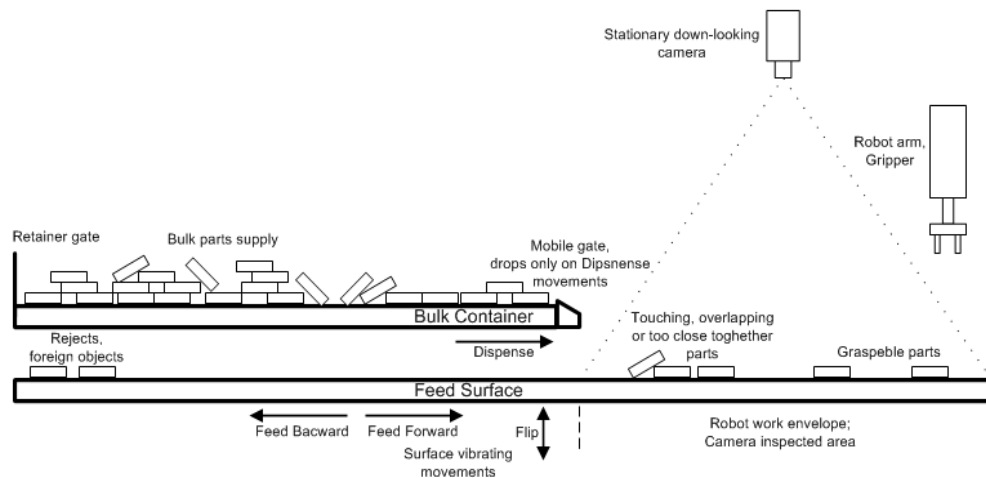 Stationary down-looking
camera
Robot arm,
Gripper
Retainer gate
Bulk parts supply
Mobile gate,
drops only on Dipsnense
movements
Bulk Container
Dispense
Touching, overlapping
or too close toghether
parts
Graspeble parts
Rejects,
foreign objects
Feed Surface
Feed Bacward
Feed Forward
Flip
Surface vibrating
movements
Robot work envelope;
Camera inspected area